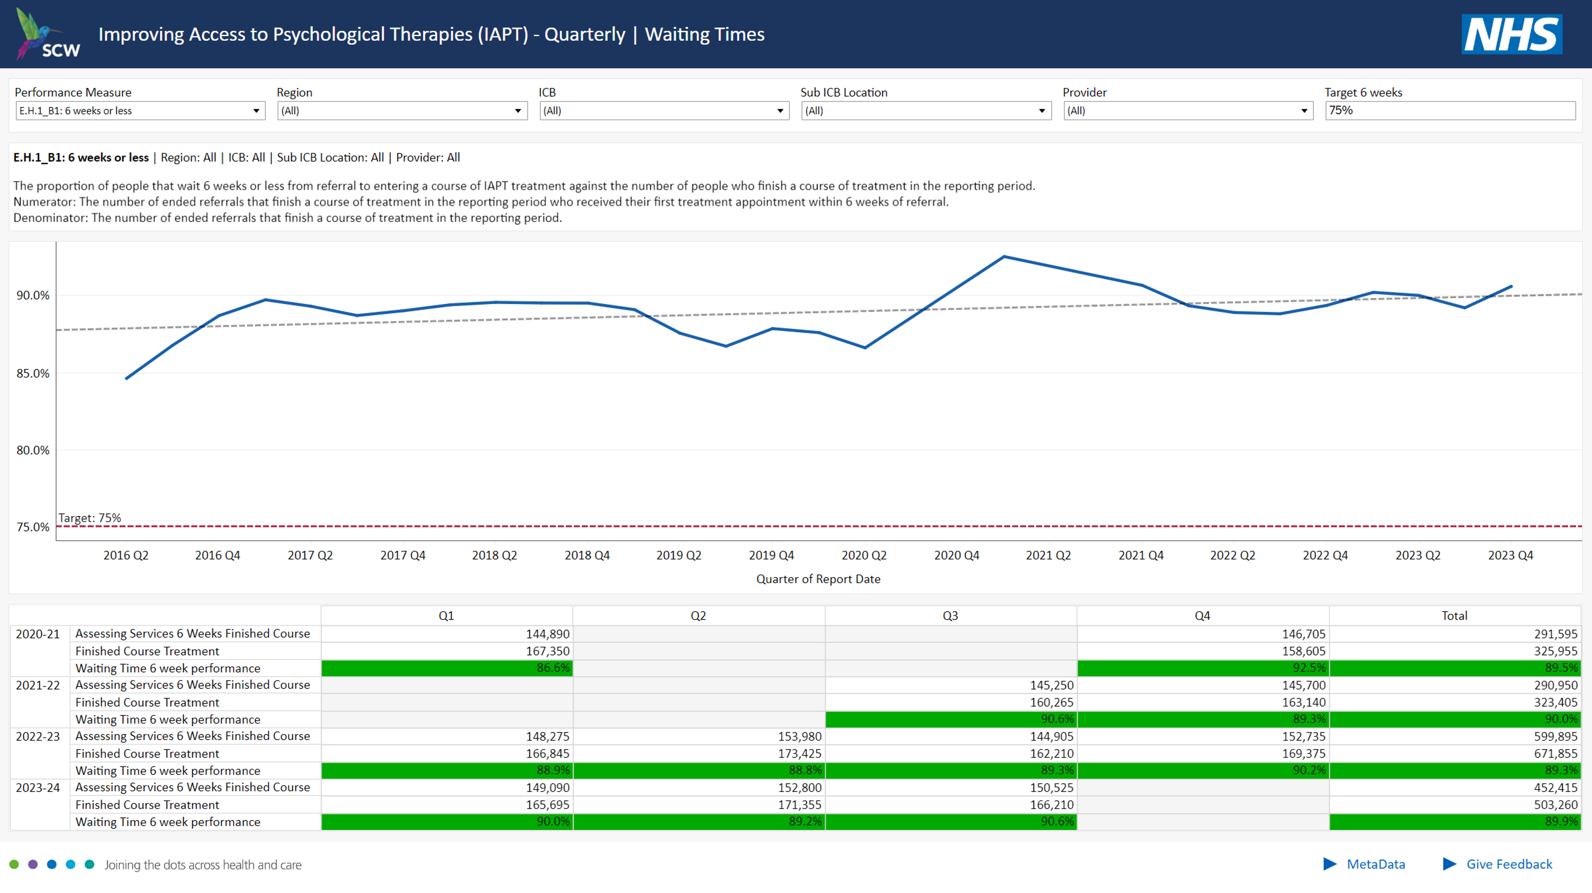 SCW
Improving Access to Psychological Therapies (IAPT) - Quarterly | Waiting Times
NHS
Performance Measure Region ICB Sub ICB Location Provider Target 6 weeks
E.H.1_B1: 6 weeks or less (All) (All) (All) (All) 75%
E.H.1_B1: 6 weeks or less | Region: All | ICB: All | Sub ICB Location: All | Provider: All
The proportion of people that wait 6 weeks or less from referral to entering a course of IAPT treatment against the number of people who finish a course of treatment in the reporting period.
Numerator: The number of ended referrals that finish a course of treatment in the reporting period who received their first treatment appointment within 6 weeks of referral.
Denominator: The number of ended referrals that finish a course of treatment in the reporting period.
90.0%
85.0%
80.0%
Target: 75%
75.0%
2016 Q2 2016 Q4 2017 Q2 2017 Q4 2018 Q2 2018 Q4 2019 Q2 2019 Q4 2020 Q2 2020 Q4 2021 Q2 2021 Q4 2022 Q2 2022 Q4 2023 Q2 2023 Q4
Quarter of Report Date
Q1 Q2 Q3 Q4 Total
2020-21 Assessing Services 6 Weeks Finished Course 144,890 146,705 291,595
Finished Course Treatment 167,350 158,605 325,955
Waiting Time 6 week performance 86.6% 92.5% 89.5%
2021-22 Assessing Services 6 Weeks Finished Course 145,250 145,700 290,950
Finished Course Treatment 160,265 163,140 323,405
Waiting Time 6 week performance 90.6% 89.3% 90.0%
2022-23 Assessing Services 6 Weeks Finished Course 148,275 153,980 144,905 152,735 599,895
Finished Course Treatment 166,845 173,425 162,210 169,375 671,855
Waiting Time 6 week performance 88.9% 88.8% 89.3% 90.2% 89.3%
2023-24 Assessing Services 6 Weeks Finished Course 149,090 152,800 150,525 452,415
Finished Course Treatment 165,695 171,355 166,210 503,260
Waiting Time 6 week performance 90.0% 89.2% 90.6% 89.9%
Joining the dots across health and care MetaData Give Feedback